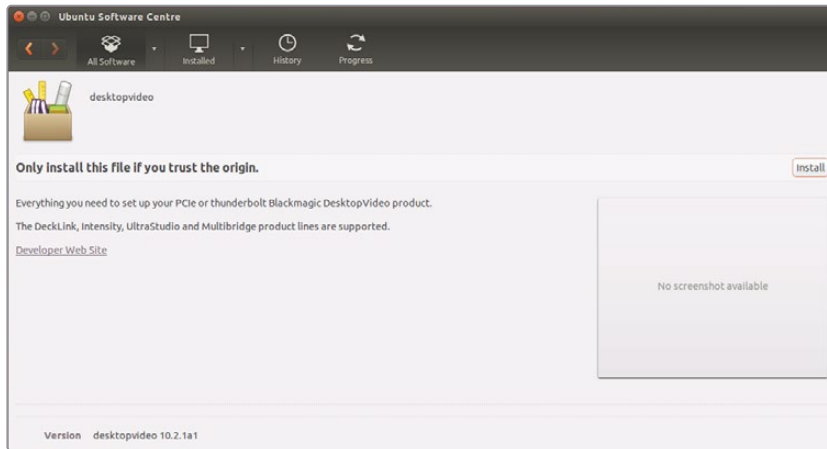 Ubuntu Software Centre
All Software
Installed
History
Progress
desktopvideo
Only install this file if you trust the origin.
Install
Everything you need to set up your PCIe or thunderbolt Blackmagic DesktopVideo product.
The DeckLink, Intensity, UltraStudio and Multibridge product lines are supported.
Developer Web Site
No screenshot available
Version desktopvideo 10.2.1a1